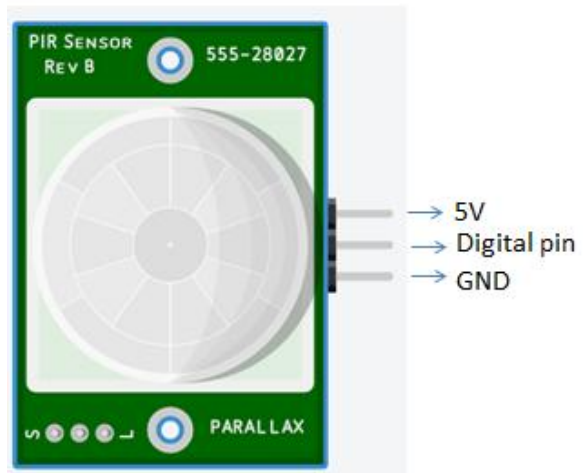 PIR SENSOR
REV B
555-28027
5V
Digital pin
GND
S L
PARALLAX